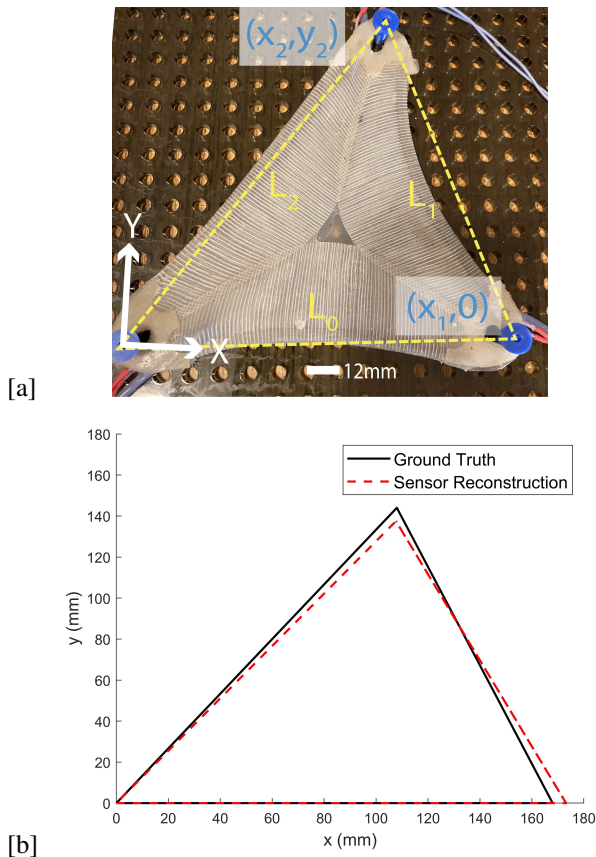 (x₂,y₂)
L₂
L₁
Y
(x₁,0)
L₀
X
12mm
[a]
180
160
140
120
100
80
60
40
20
0
y (mm)
Ground Truth
Sensor Reconstruction
0 20 40 60 80 100 120 140 160 180
x (mm)
[b]